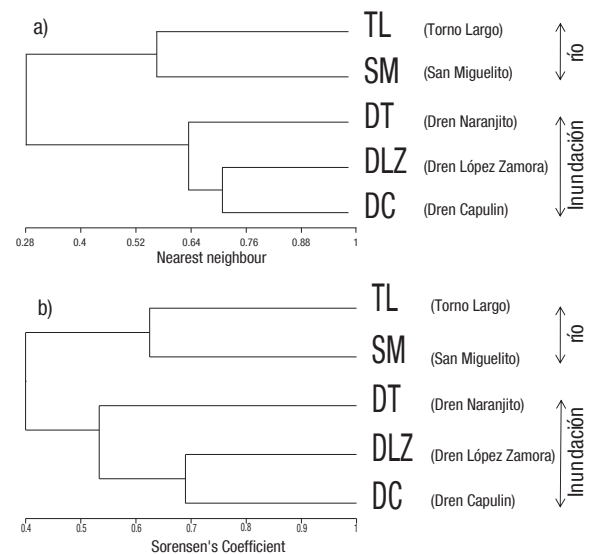 a)
TL (Torno Largo)
SM (San Miguelito)
río
DT (Dren Naranjito)
DLZ (Dren López Zamora)
DC (Dren Capulin)
Inundación
0.28 0.4 0.52 0.64 0.76 0.88 1
Nearest neighbour
b)
TL (Torno Largo)
SM (San Miguelito)
río
DT (Dren Naranjito)
DLZ (Dren López Zamora)
DC (Dren Capulin)
Inundación
0.4 0.5 0.6 0.7 0.8 0.9 1
Sorensen's Coefficient